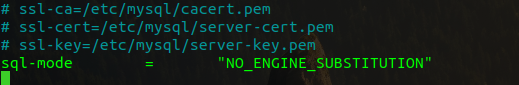 # ssl-ca=/etc/mysql/cacert.pem
# ssl-cert=/etc/mysql/server-cert.pem
# ssl-key=/etc/mysql/server-key.pem
sql-mode        =       "NO_ENGINE_SUBSTITUTION"